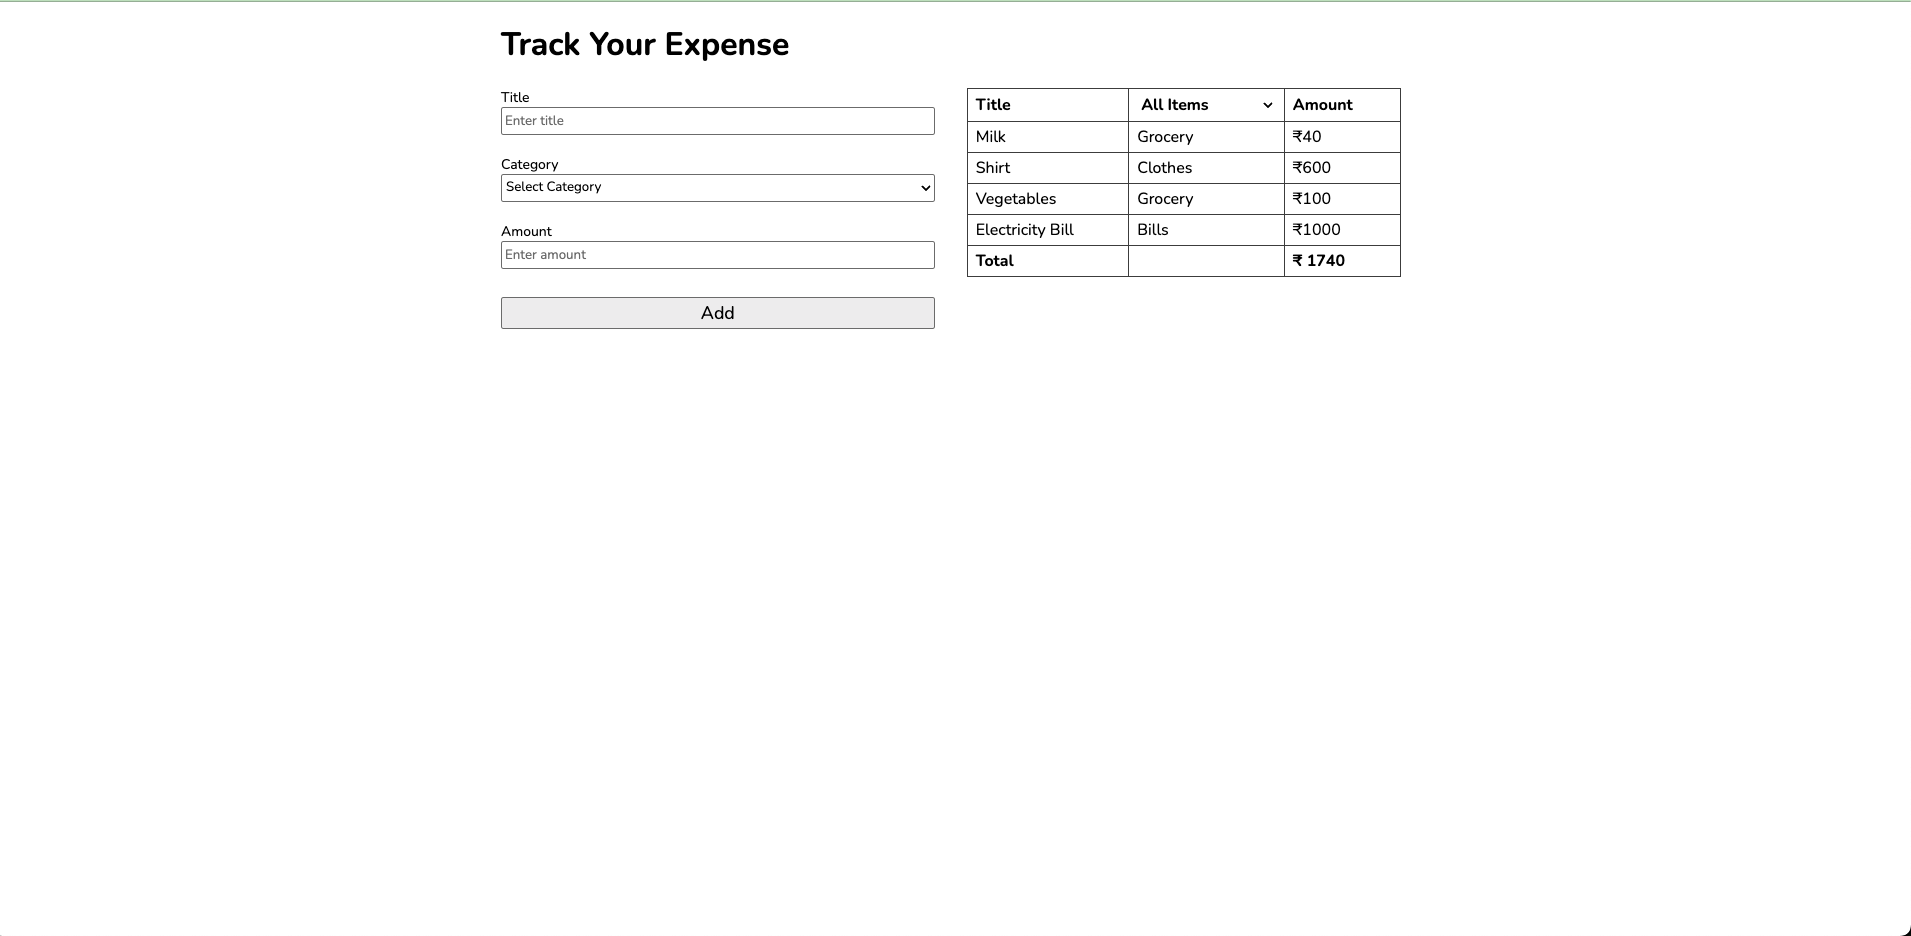 Track Your Expense
Title
Enter title
Category
Select Category
Amount
Enter amount
Add
Title All Items Amount
Milk Grocery ₹40
Shirt Clothes ₹600
Vegetables Grocery ₹100
Electricity Bill Bills ₹1000
Total ₹ 1740